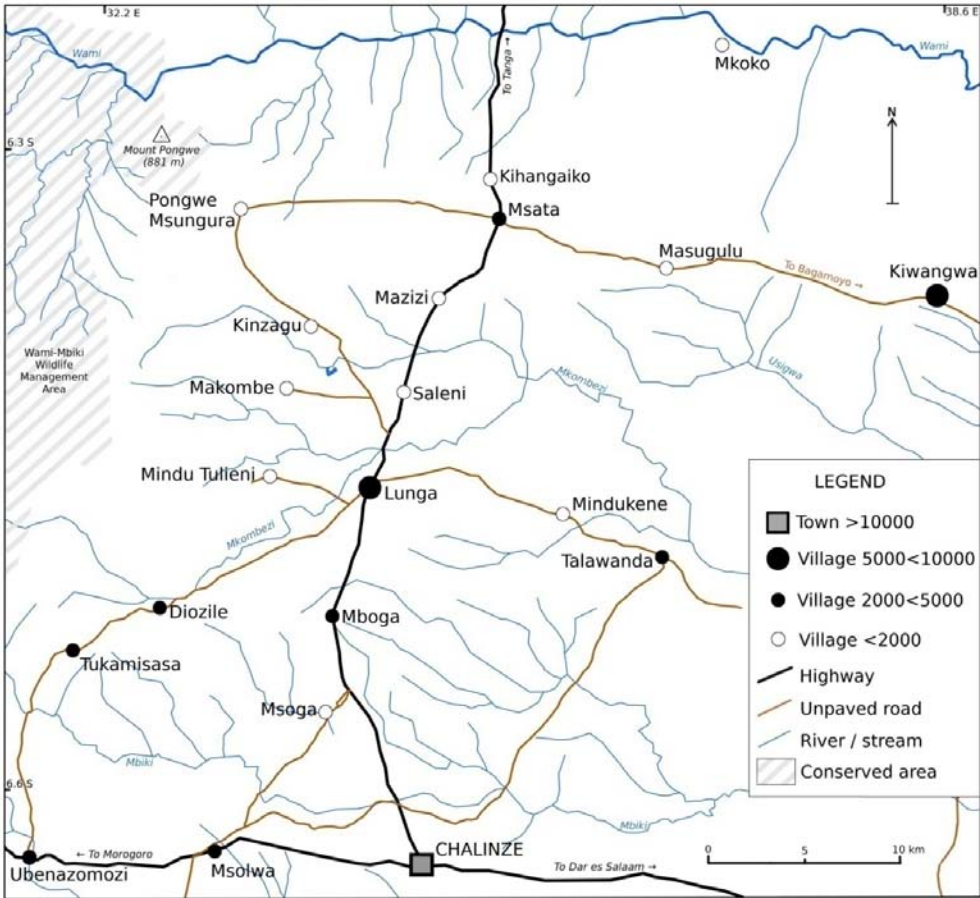 32.2 E
38.6 E
Wami
To Tanga →
Mkoko
Wami
6.3 S
Mount Pongwe
(881 m)
N
Kihangaiko
Pongwe
Msungura
Msata
Masugulu
To Bagamoyo →
Kiwangwa
Mazizi
Kinzagu
Wami-Mbiki
Wildlife
Management
Area
Makombe
Saleni
Mkombezi
Usigwa
Mindu Tulieni
Lunga
Mindukene
Mkombezi
Talawanda
Diozile
Mboga
Tukamisasa
Msoga
Mbiki
6.6 S
Mbiki
← To Morogoro
Ubenazomozi
Msolwa
CHALINZE
To Dar es Salaam →
0 5 10 km
LEGEND
Town >10000
Village 5000<10000
Village 2000<5000
Village <2000
Highway
Unpaved road
River / stream
Conserved area